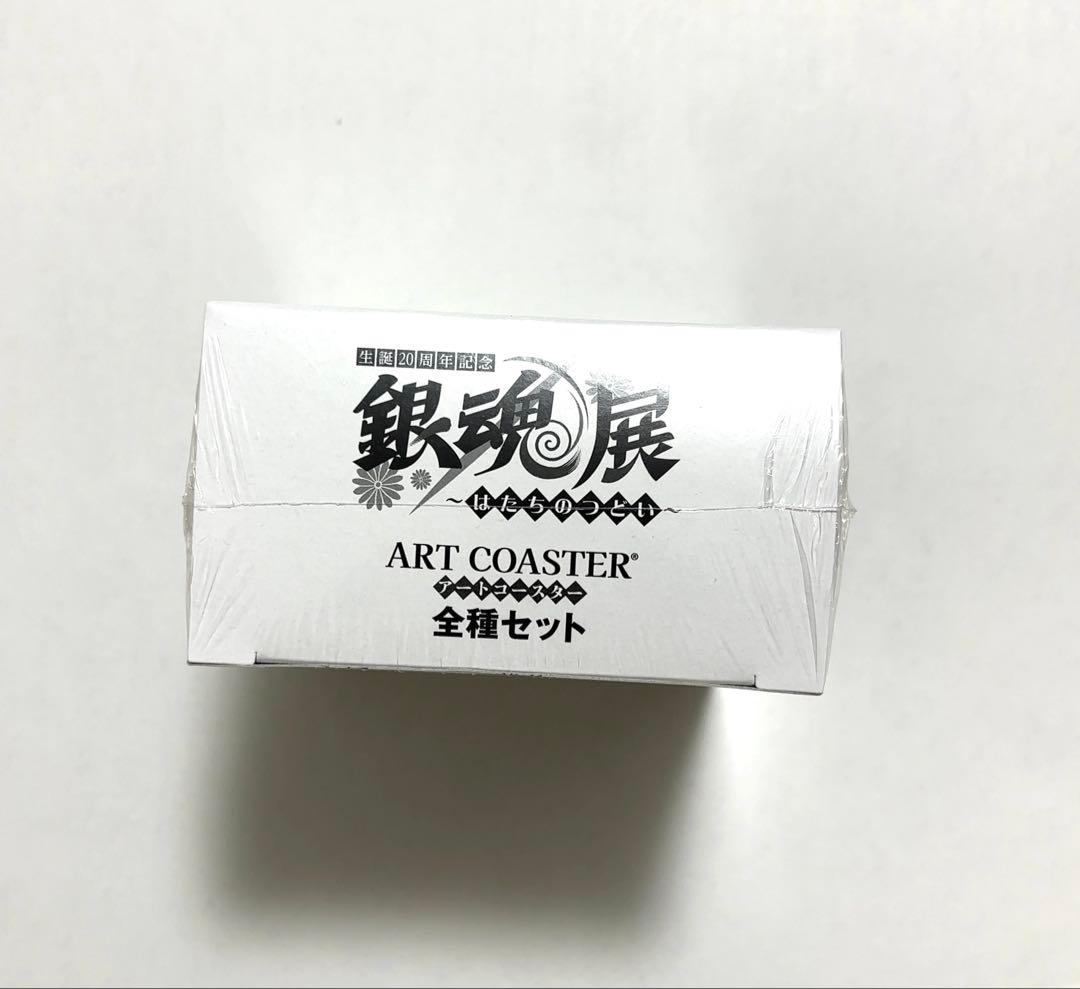 生誕20周年記念
銀魂展
～はたちのつどい～
ART COASTER®
アートコースター
全種セット